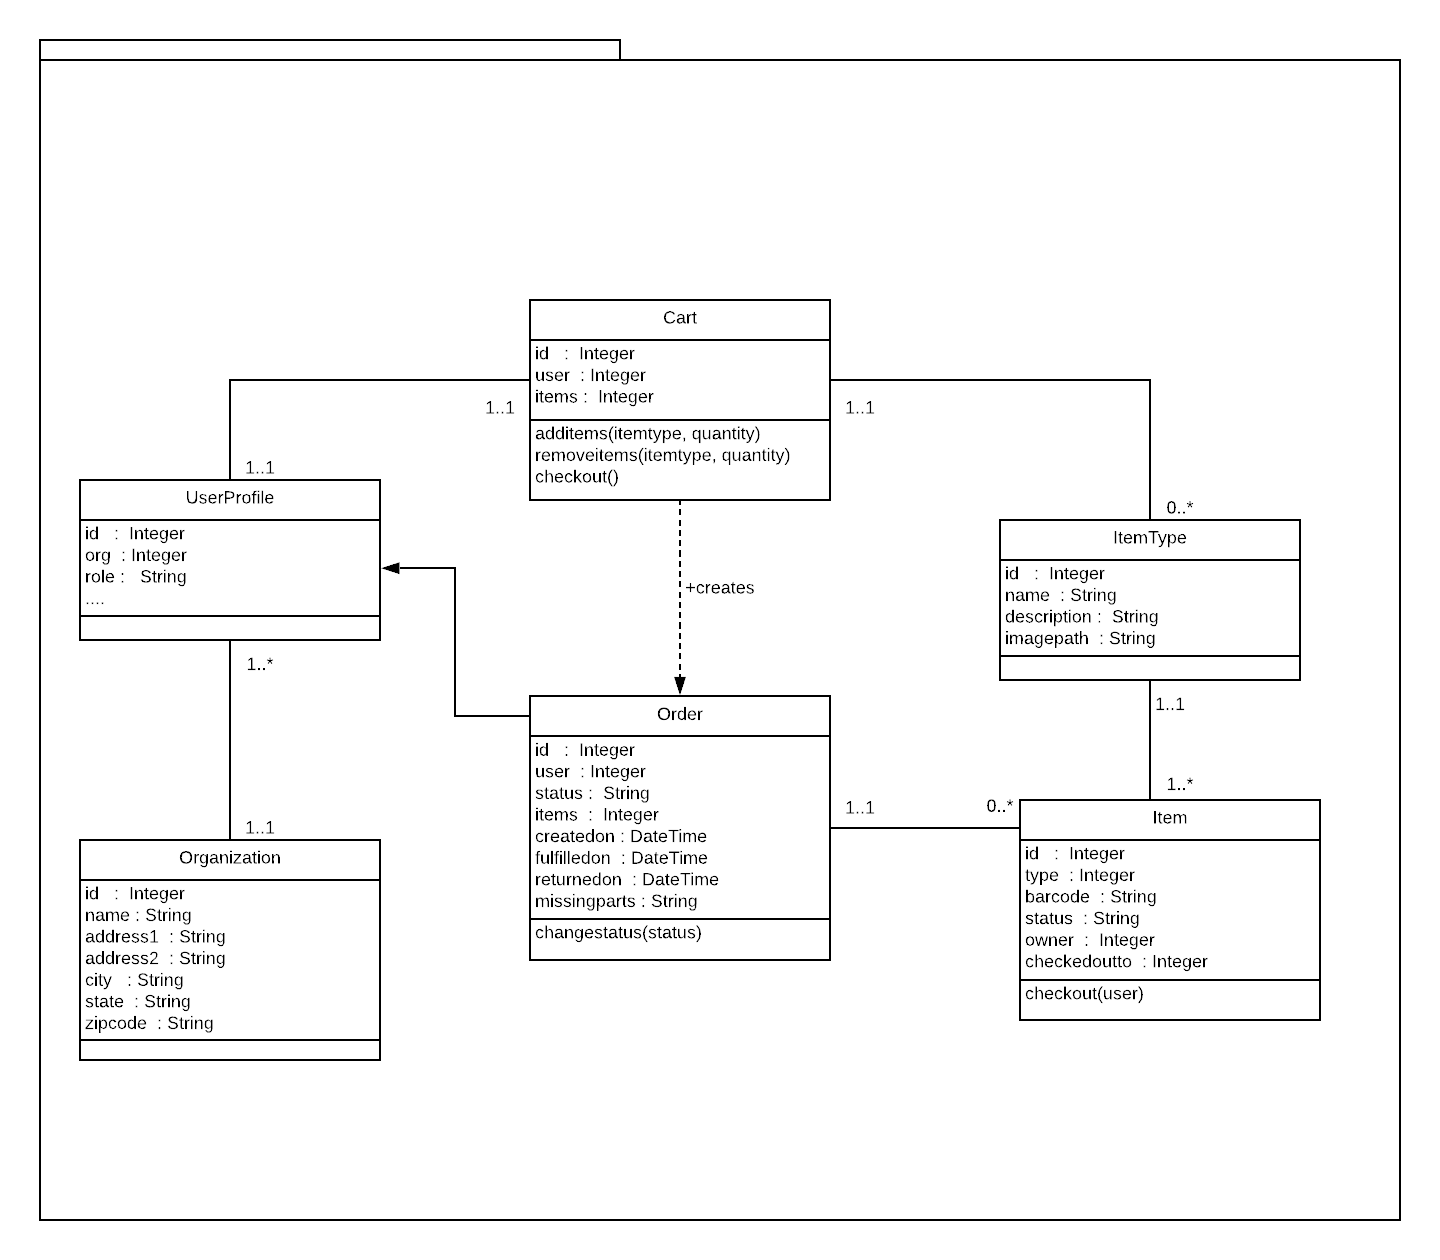 Cart
id : Integer
user : Integer
items : Integer
additems(itemtype, quantity)
removeitems(itemtype, quantity)
checkout()
1..1
1..1
1..1
UserProfile
id : Integer
org : Integer
role : String
....
0..*
ItemType
id : Integer
name : String
description : String
imagepath : String
+creates
1..*
1..1
1..1
Organization
id : Integer
name : String
address1 : String
address2 : String
city : String
state : String
zipcode : String
Order
id : Integer
user : Integer
status : String
items : Integer
createdon : DateTime
fulfilledon : DateTime
returnedon : DateTime
missingparts : String
changestatus(status)
1..1
0..*
1..*
Item
id : Integer
type : Integer
barcode : String
status : String
owner : Integer
checkedoutto : Integer
checkout(user)